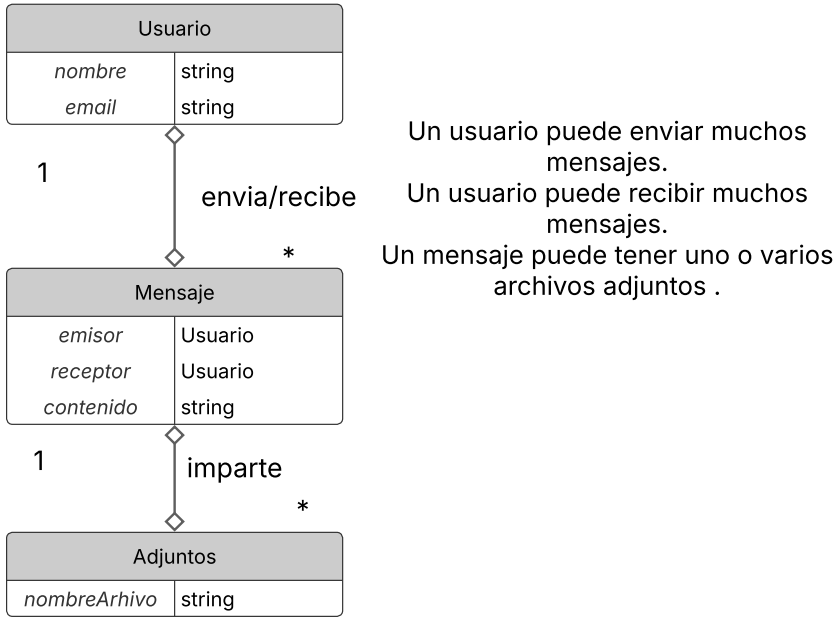 Usuario
nombre string
email string
1
envia/recibe
*
Mensaje
emisor Usuario
receptor Usuario
contenido string
1
imparte
*
Adjuntos
nombreArhivo string
Un usuario puede enviar muchos
mensajes.
Un usuario puede recibir muchos
mensajes.
Un mensaje puede tener uno o varios
archivos adjuntos .